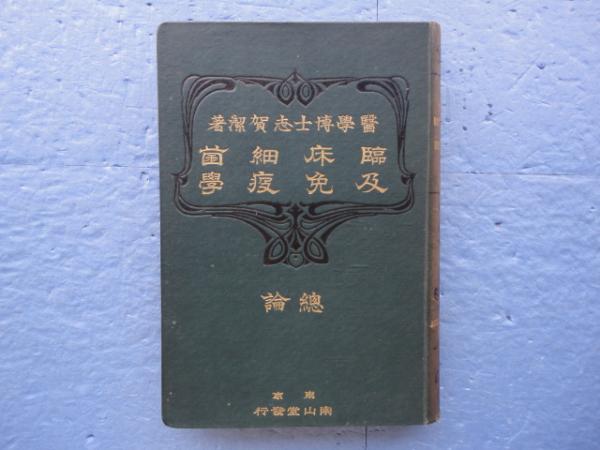 醫學博士志賀潔著
臨床細菌
及免疫學
總論
東京
南山堂發行